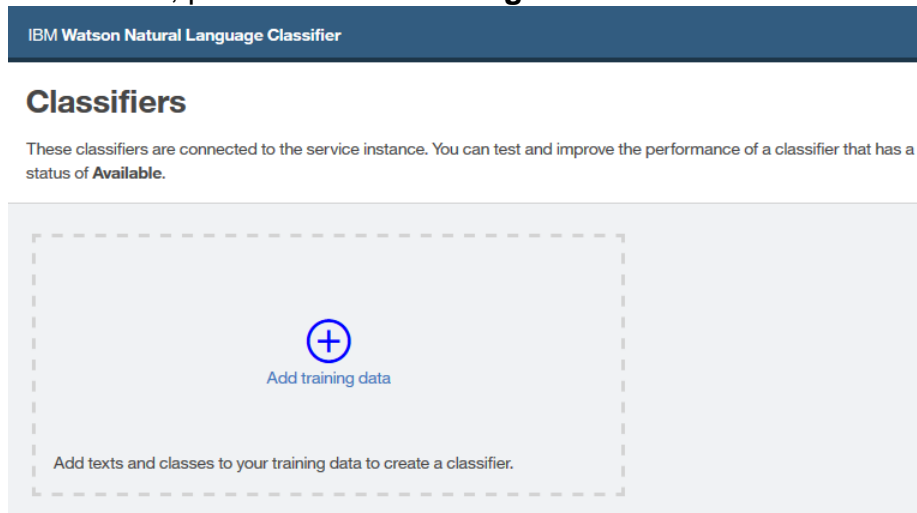 IBM Watson Natural Language Classifier
Classifiers
These classifiers are connected to the service instance. You can test and improve the performance of a classifier that has a
status of Available.
Add training data
Add texts and classes to your training data to create a classifier.